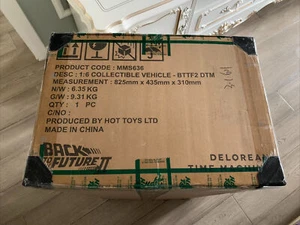 PRODUCT CODE : MMS636
DESC : 1:6 COLLECTIBLE VEHICLE - BTTF2 DTM
MEASUREMENT : 825mm x 435mm x 310mm
N/W : 6.35 KG
G/W : 9.31 KG
QTY : 1 PC
C/NO :
PRODUCED BY HOT TOYS LTD
MADE IN CHINA
BACK
TO THE
FUTURE II
DELOREAN
TIME MACHINE